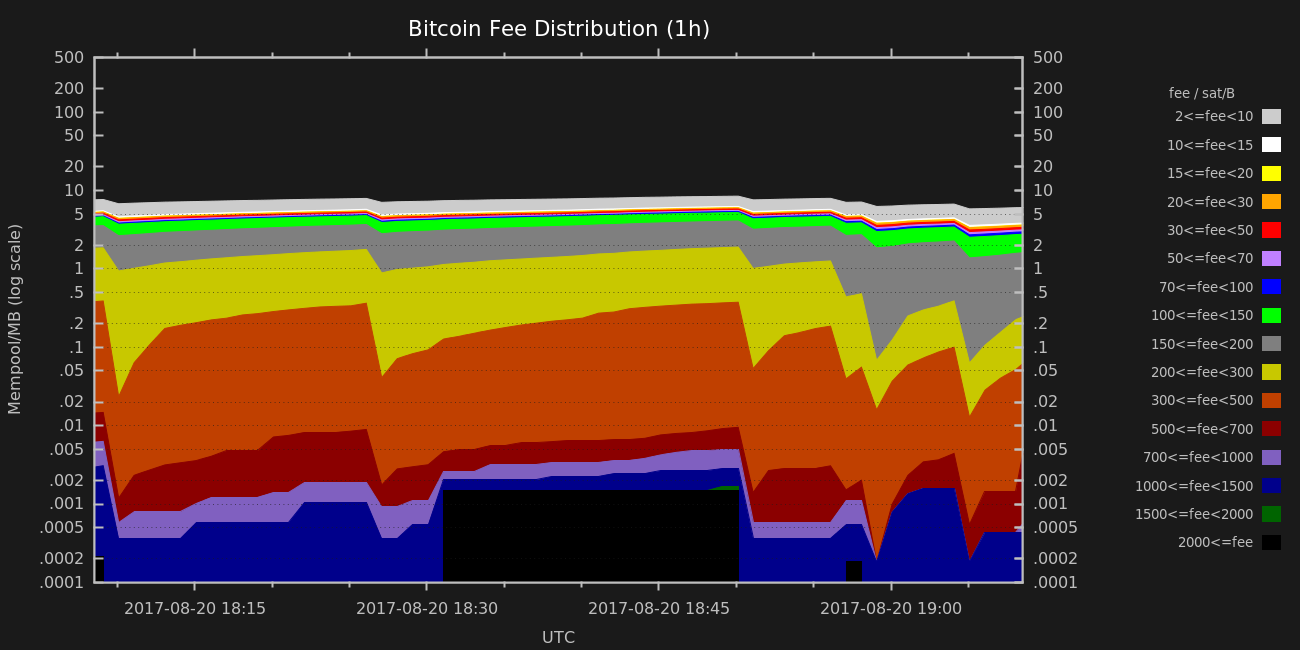 Bitcoin Fee Distribution (1h)
500 500
200 200
100 100
50 50
20 20
10 10
5 5
2 2
1 1
.5 .5
.2 .2
.1 .1
.05 .05
.02 .02
.01 .01
.005 .005
.002 .002
.001 .001
.0005 .0005
.0002 .0002
.0001 .0001
Mempool/MB (log scale)
2017-08-20 18:15 2017-08-20 18:30 2017-08-20 18:45 2017-08-20 19:00
UTC
fee / sat/B
2<=fee<10
10<=fee<15
15<=fee<20
20<=fee<30
30<=fee<50
50<=fee<70
70<=fee<100
100<=fee<150
150<=fee<200
200<=fee<300
300<=fee<500
500<=fee<700
700<=fee<1000
1000<=fee<1500
1500<=fee<2000
2000<=fee